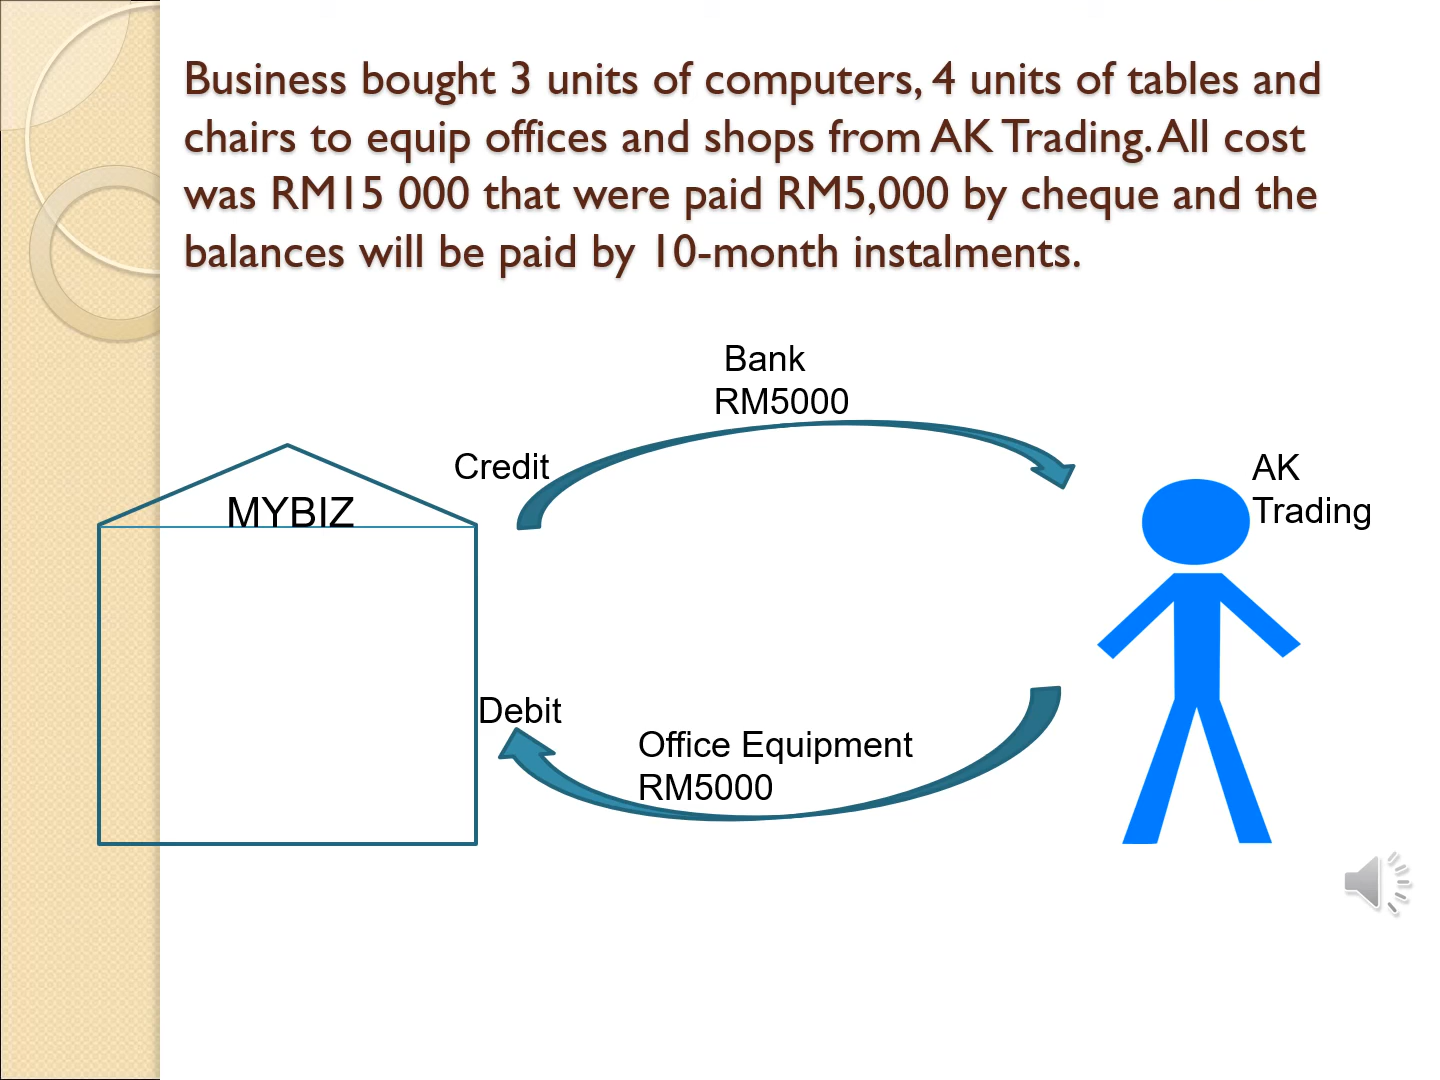 Business bought 3 units of computers, 4 units of tables and
chairs to equip offices and shops from AK Trading. All cost
was RM15 000 that were paid RM5,000 by cheque and the
balances will be paid by 10-month instalments.
Bank
RM5000
Credit
AK
Trading
MYBIZ
Debit
Office Equipment
RM5000